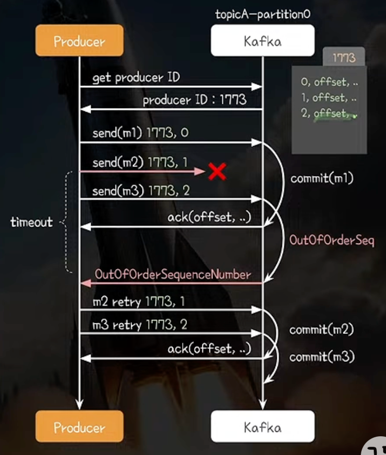 topicA-partition0
Producer
Kafka
1773
get producer ID
0, offset, ..
producer ID : 1773
1, offset, ..
2, offset, ..
send(m1) 1773, 0
send(m2) 1773, 1
commit(m1)
send(m3) 1773, 2
timeout
ack(offset, ..)
OutOfOrderSeq
OutOfOrderSequenceNumber
m2 retry 1773, 1
m3 retry 1773, 2
commit(m2)
ack(offset, ..)
commit(m3)
Producer
Kafka